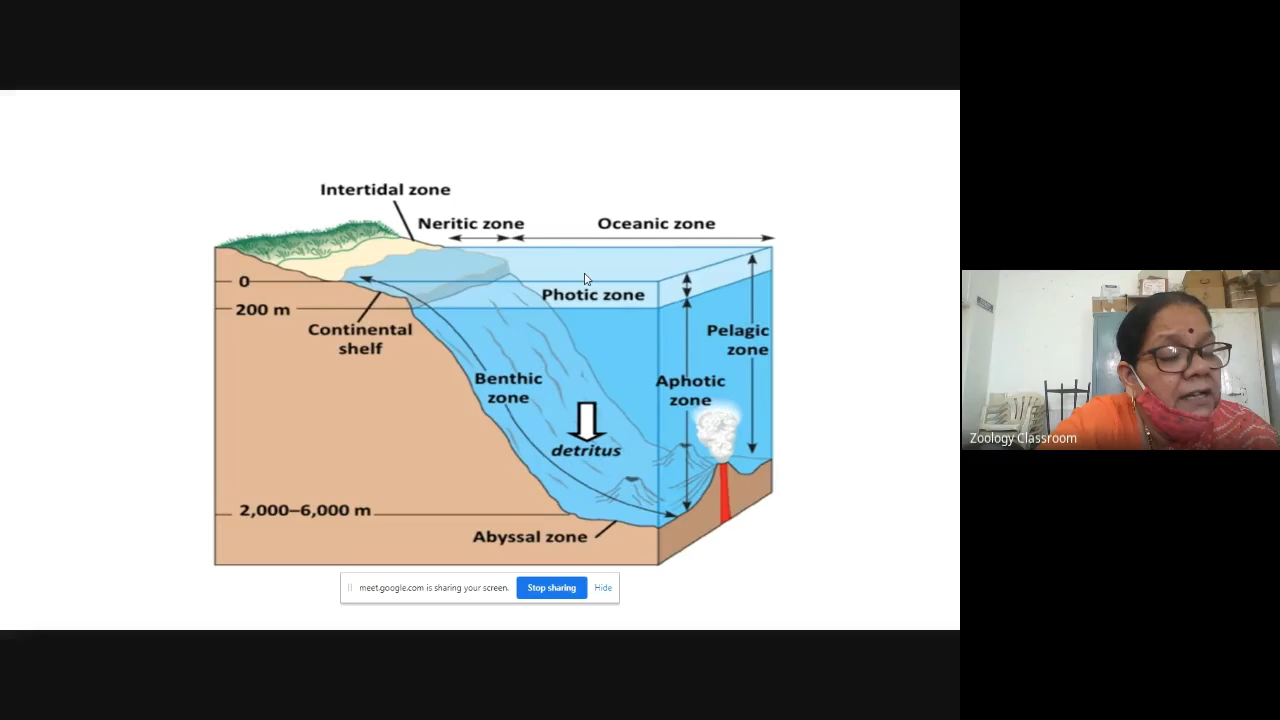 Intertidal zone
Neritic zone
Oceanic zone
0
Photic zone
200 m
Continental
shelf
Pelagic
zone
Benthic
zone
Aphotic
zone
detritus
2,000–6,000 m
Abyssal zone
meet.google.com is sharing your screen.
Stop sharing
Hide
Zoology Classroom